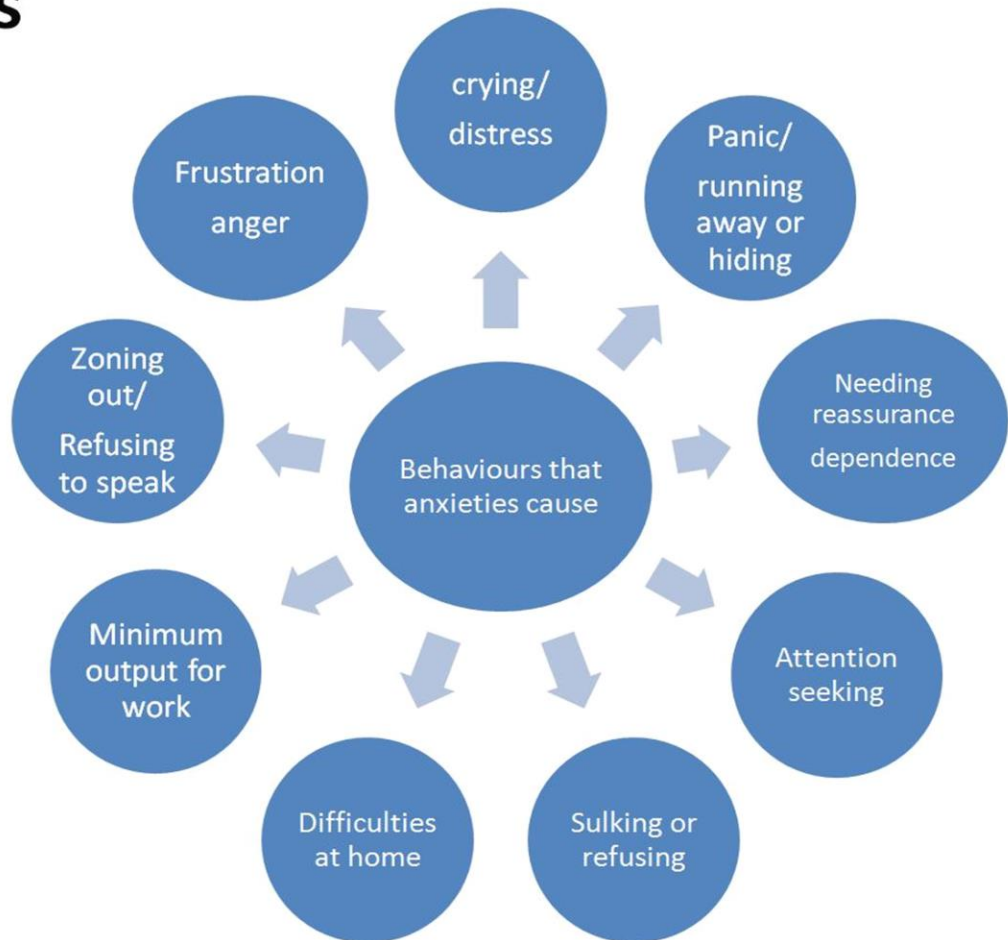 s
crying/
distress
Panic/
running
away or
hiding
Needing
reassurance
dependence
Attention
seeking
Sulking or
refusing
Difficulties
at home
Minimum
output for
work
Zoning
out/
Refusing
to speak
Frustration
anger
Behaviours that
anxieties cause